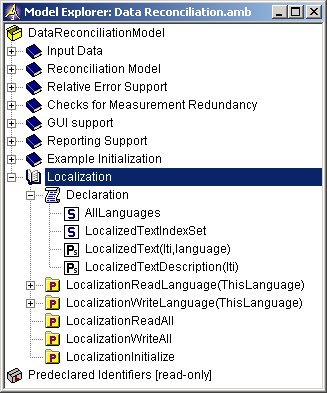 Model Explorer: Data Reconciliation.amb
DataReconciliationModel
Input Data
Reconciliation Model
Relative Error Support
Checks for Measurement Redundancy
GUI support
Reporting Support
Example Initialization
Localization
Declaration
S AllLanguages
S LocalizedTextIndexSet
Ps LocalizedText(lti,language)
Ps LocalizedTextDescription(lti)
P LocalizationReadLanguage(ThisLanguage)
P LocalizationWriteLanguage(ThisLanguage)
P LocalizationReadAll
P LocalizationWriteAll
P LocalizationInitialize
Predeclared Identifiers [read-only]